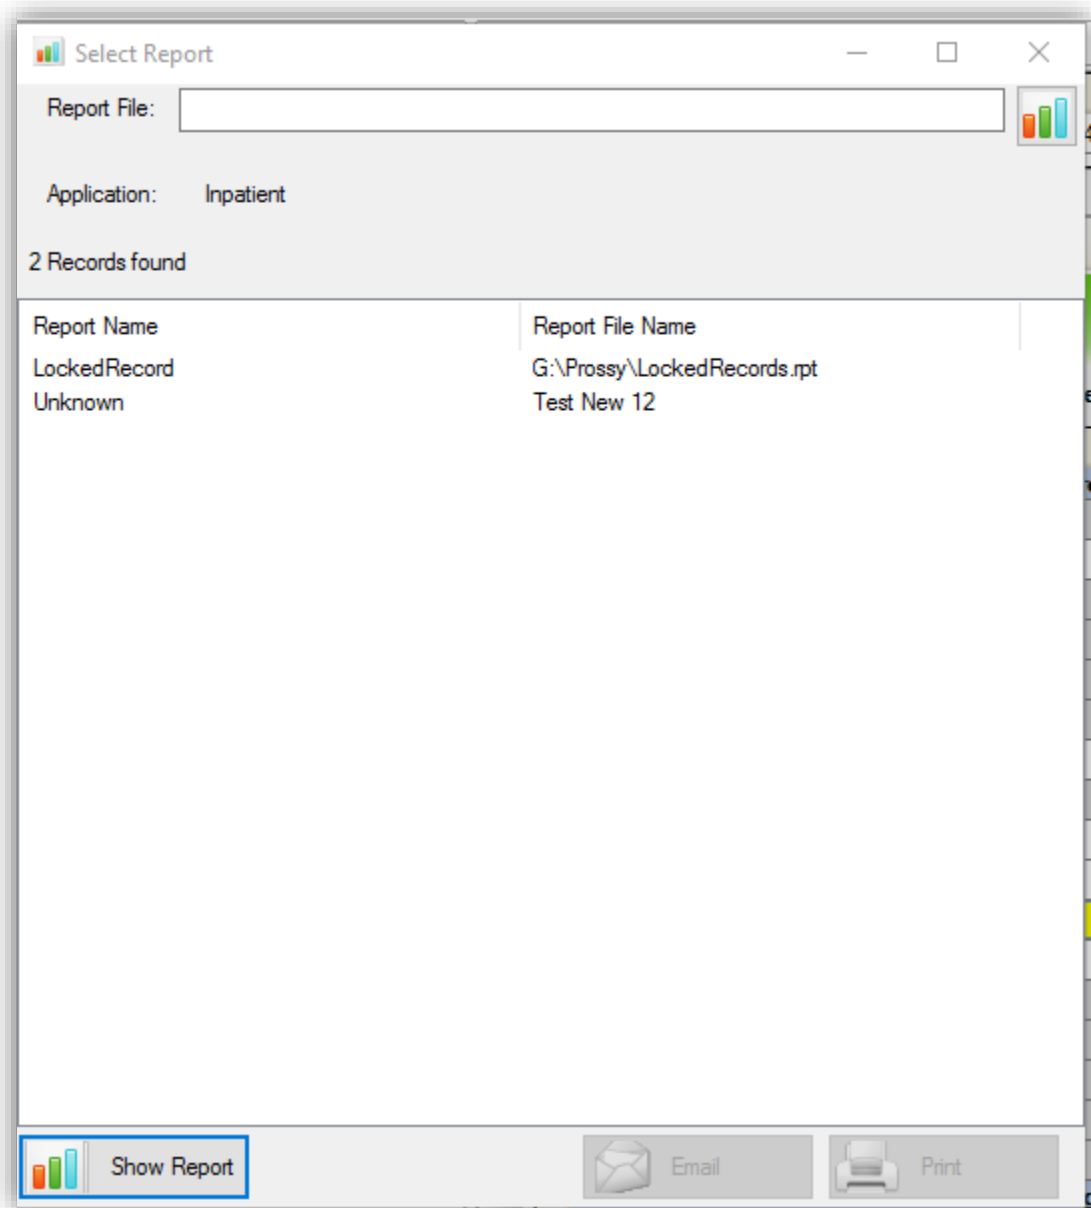 Select Report
Report File:
Application: Inpatient
2 Records found
Report Name Report File Name
LockedRecord G:\Prossy\LockedRecords.rpt
Unknown Test New 12
Show Report Email Print